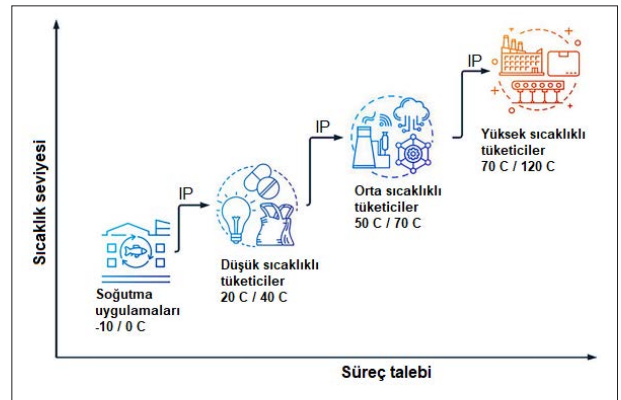 Sıcaklık seviyesi
IP
Yüksek sıcaklıklı
tüketiciler
70 C / 120 C
IP
Orta sıcaklıklı
tüketiciler
50 C / 70 C
IP
Düşük sıcaklıklı
tüketiciler
20 C / 40 C
Soğutma
uygulamaları
-10 / 0 C
Süreç talebi